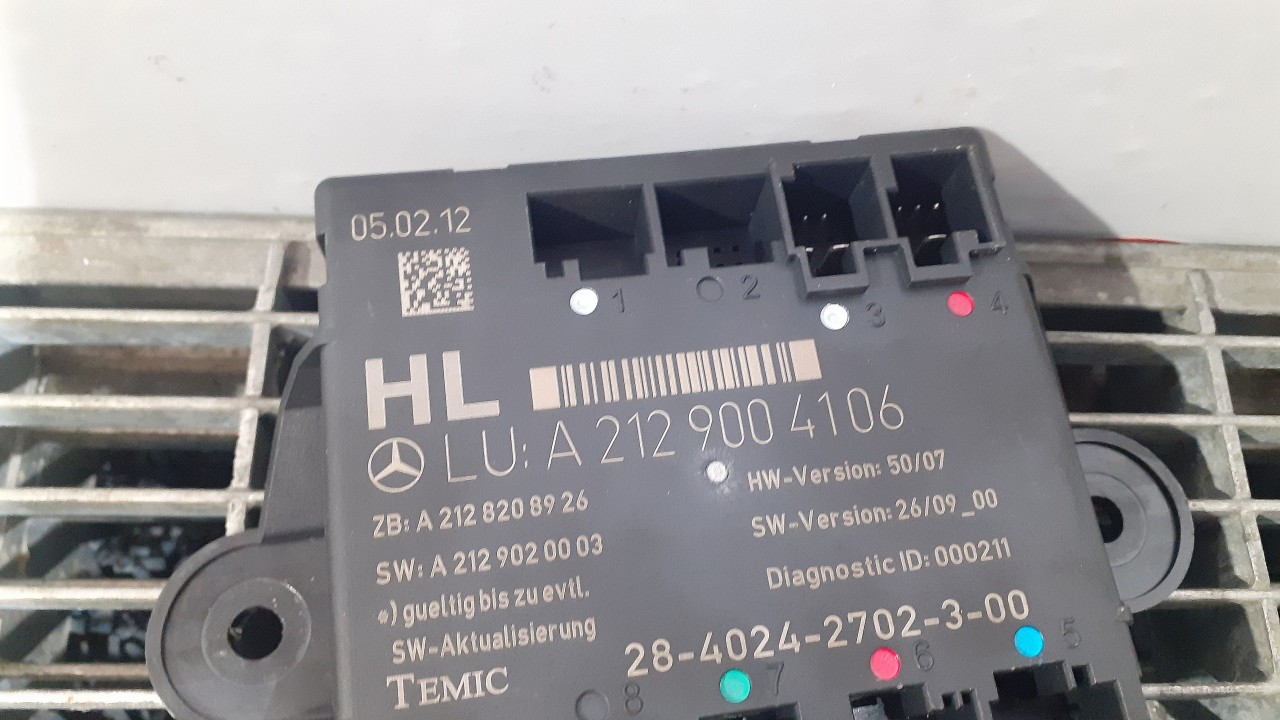 05.02.12
1
2
3
4
HL
LU: A 212 900 41 06
HW-Version: 50/07
ZB: A 212 820 89 26
SW-Version: 26/09_00
SW: A 212 902 00 03
Diagnostic ID: 000211
*) gueltig bis zu evtl.
SW-Aktualisierung
28-4024-2702-3-00
TEMIC
8
7
6
5